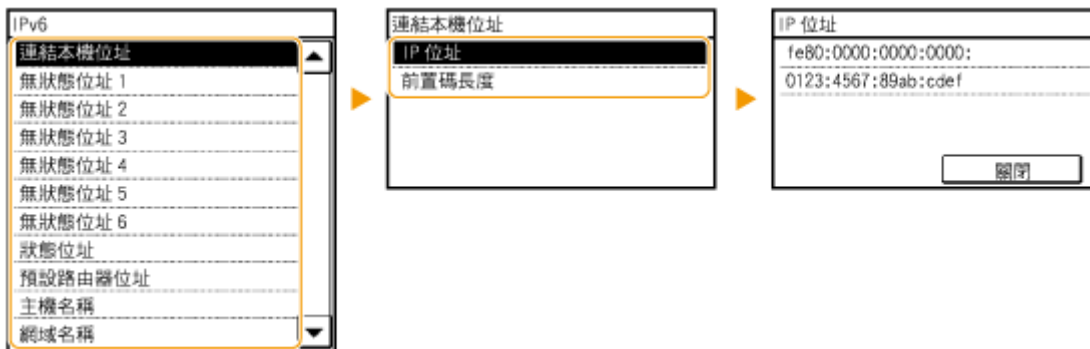 IPv6
連結本機位址
無狀態位址 1
無狀態位址 2
無狀態位址 3
無狀態位址 4
無狀態位址 5
無狀態位址 6
狀態位址
預設路由器位址
主機名稱
網域名稱
連結本機位址
IP 位址
前置碼長度
IP 位址
fe80:0000:0000:0000:
0123:4567:89ab:cdef
關閉